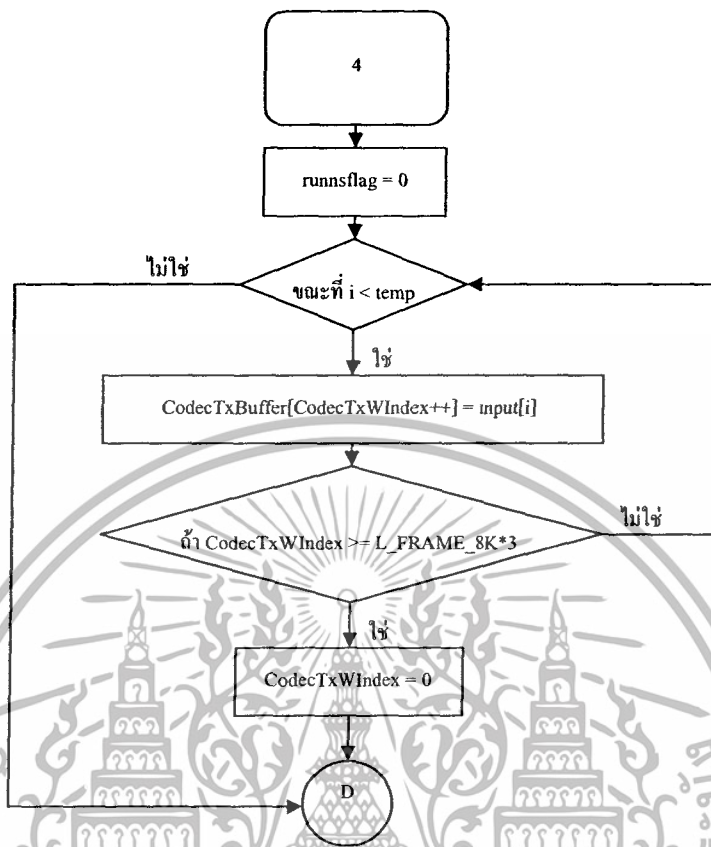 4
runnsflag = 0
ไม่ใช่
ขณะที่ i < temp
ใช่
CodecTxBuffer[CodecTxWIndex++] = input[i]
ไม่ใช่
ถ้า CodecTxWIndex >= L_FRAME_8K*3
ใช่
CodecTxWIndex = 0
D